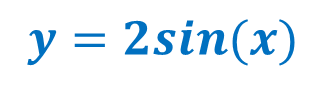 y = 2sin(x)